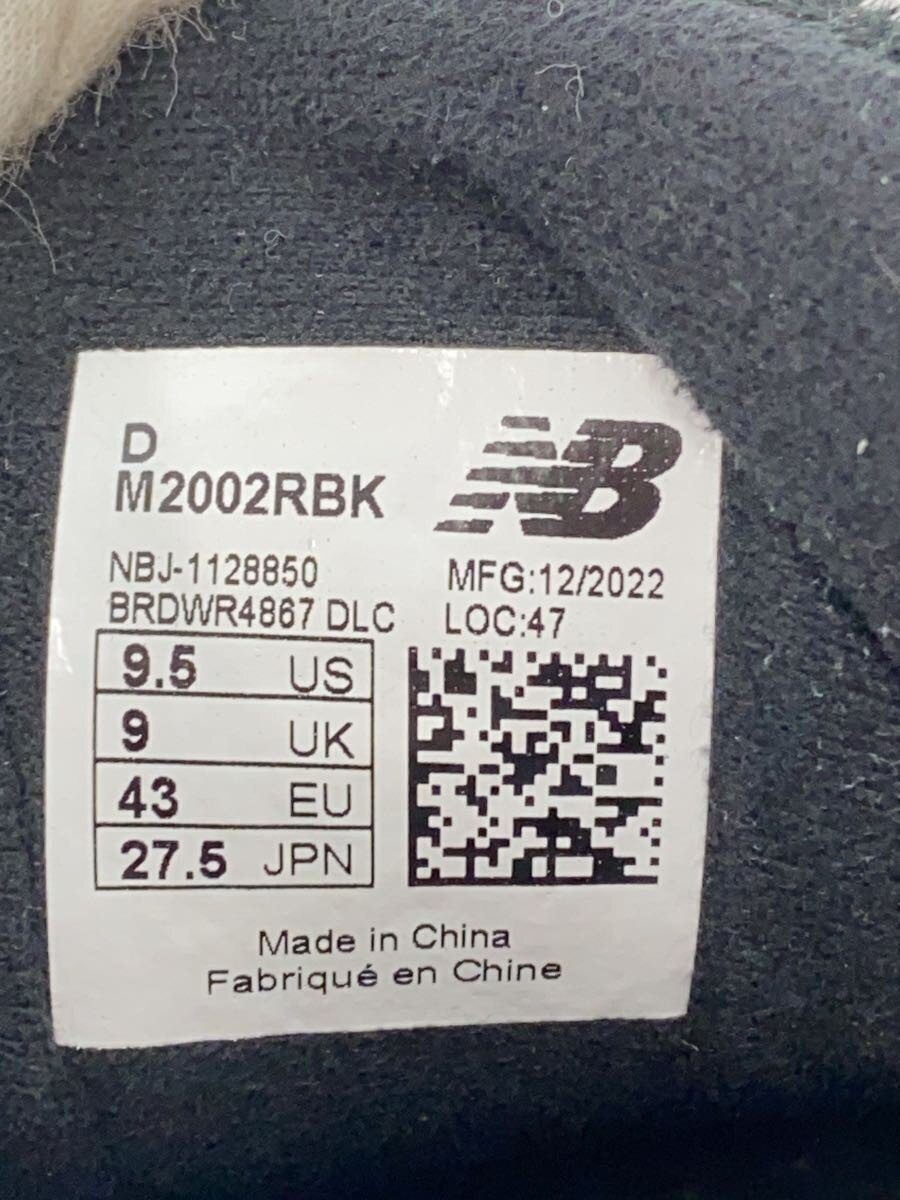 D
M2002RBK
NB
NBJ-1128850
BRDWR4867 DLC
MFG:12/2022
LOC:47
9.5 US
9 UK
43 EU
27.5 JPN
Made in China
Fabriqué en Chine